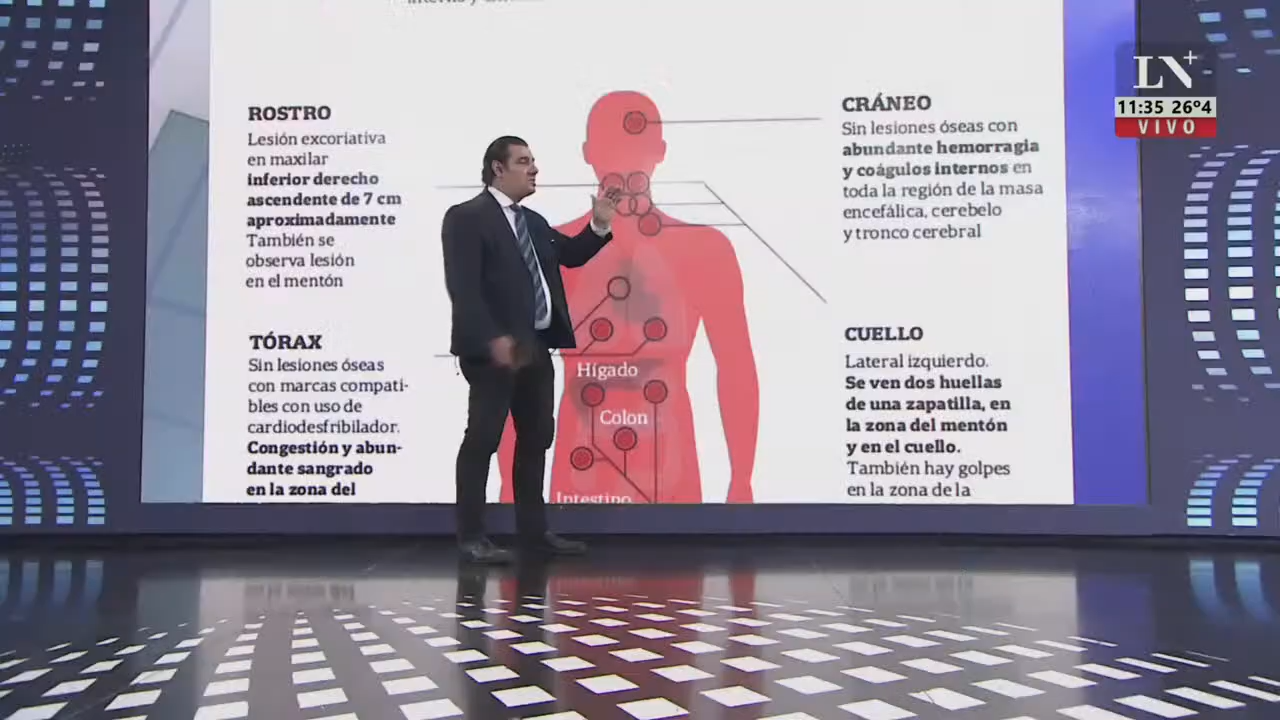 ROSTRO
Lesión excoriativa
en maxilar
inferior derecho
ascendente de 7 cm
aproximadamente
También se
observa lesión
en el mentón
TÓRAX
Sin lesiones óseas
con marcas compati-
bles con uso de
cardiodesfribilador.
Congestión y abun-
dante sangrado
en la zona del
Hígado
Colon
Intestino
CRÁNEO
Sin lesiones óseas con
abundante hemorragia
y coágulos internos en
toda la región de la masa
encefálica, cerebelo
y tronco cerebral
CUELLO
Lateral izquierdo.
Se ven dos huellas
de una zapatilla, en
la zona del mentón
y en el cuello.
También hay golpes
en la zona de la
LN+
11:35 26º4
VIVO